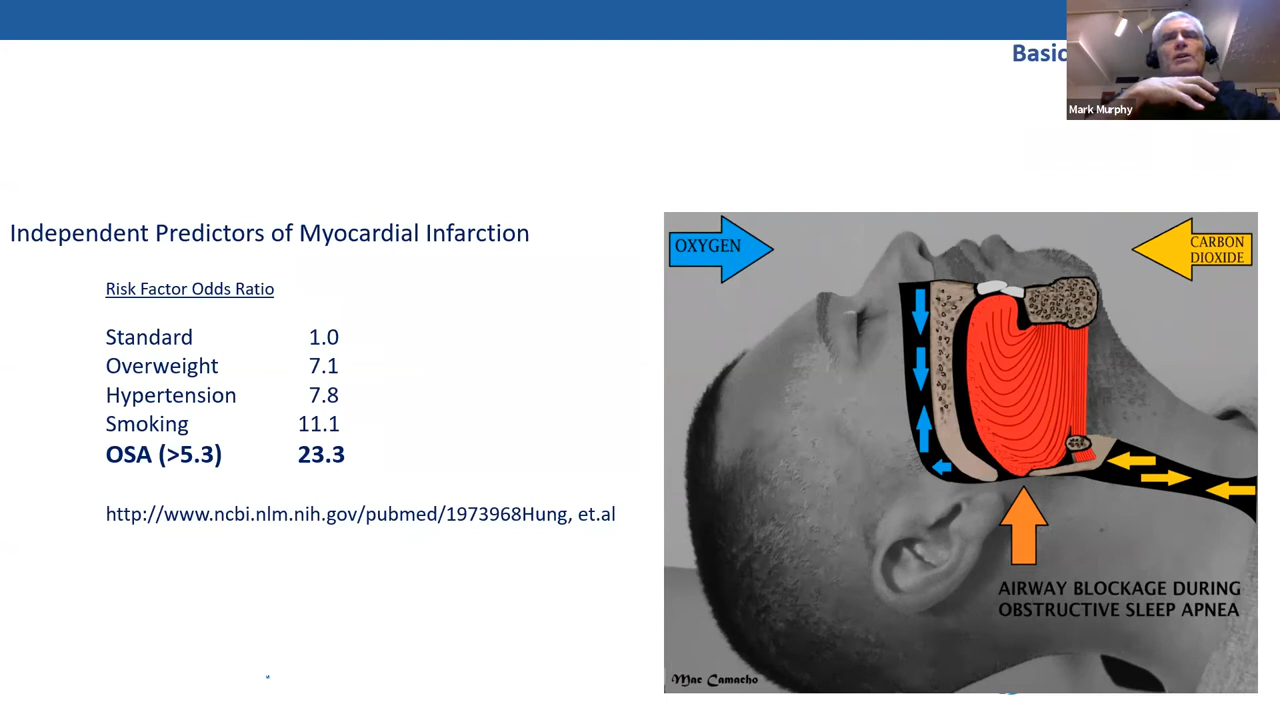 Basic
Mark Murphy
Independent Predictors of Myocardial Infarction
Risk Factor Odds Ratio
Standard 1.0
Overweight 7.1
Hypertension 7.8
Smoking 11.1
OSA (>5.3) 23.3
http://www.ncbi.nlm.nih.gov/pubmed/1973968Hung, et.al
OXYGEN
CARBON
DIOXIDE
AIRWAY BLOCKAGE DURING
OBSTRUCTIVE SLEEP APNEA
Mac Camacho